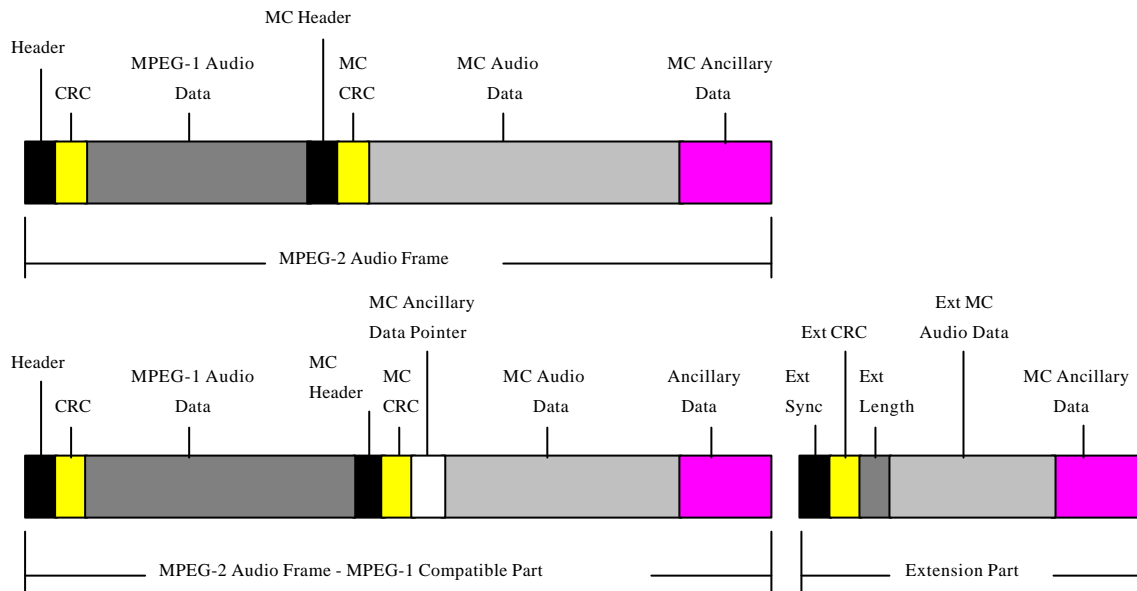 MC Header
Header
MPEG-1 Audio
Data
CRC
MC
CRC
MC Audio
Data
MC Ancillary
Data
MPEG-2 Audio Frame
MC Ancillary
Data Pointer
Header
CRC
MPEG-1 Audio
Data
MC
Header
MC
CRC
MC Audio
Data
Ancillary
Data
Ext MC
Audio Data
Ext CRC
Ext
Sync
Ext
Length
MC Ancillary
Data
MPEG-2 Audio Frame - MPEG-1 Compatible Part
Extension Part